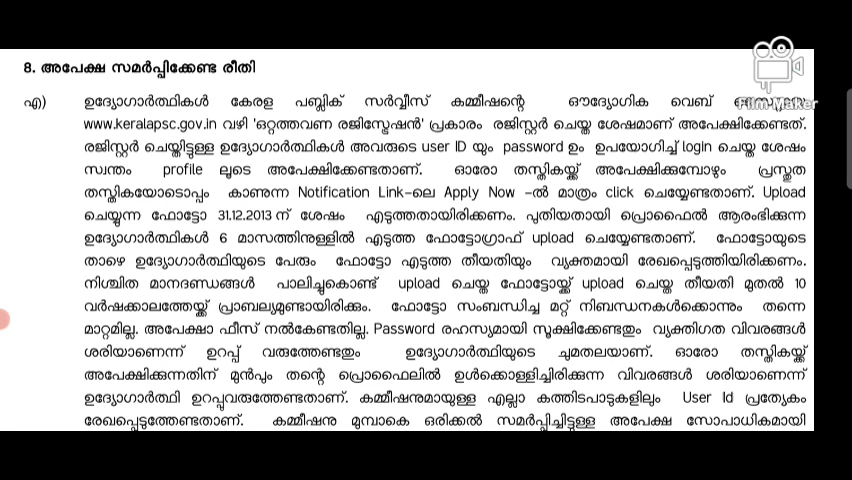 8. അപേക്ഷ സമർപ്പിക്കേണ്ട രീതി
എ) ഉദ്യോഗാർത്ഥികൾ കേരള പബ്ലിക് സർവ്വീസ് കമ്മീഷന്റെ ഔദ്യോഗിക വെബ്
www.keralapsc.gov.in വഴി 'ഒറ്റത്തവണ രജിസ്ട്രേഷൻ' പ്രകാരം രജിസ്റ്റർ ചെയ്ത ശേഷമാണ് അപേക്ഷിക്കേണ്ടത്.
രജിസ്റ്റർ ചെയ്തിട്ടുള്ള ഉദ്യോഗാർത്ഥികൾ അവരുടെ user ID യും password ഉം ഉപയോഗിച്ച് login ചെയ്ത ശേഷം
സ്വന്തം profile ലൂടെ അപേക്ഷിക്കേണ്ടതാണ്. ഓരോ തസ്തികയ്ക്ക് അപേക്ഷിക്കുമ്പോഴും പ്രസ്തുത
തസ്തികയോടൊപ്പം കാണുന്ന Notification Link-ലെ Apply Now -ൽ മാത്രം click ചെയ്യേണ്ടതാണ്. Upload
ചെയ്യുന്ന ഫോട്ടോ 31.12.2013 ന് ശേഷം എടുത്തതായിരിക്കണം. പുതിയതായി പ്രൊഫൈൽ ആരംഭിക്കുന്ന
ഉദ്യോഗാർത്ഥികൾ 6 മാസത്തിനുള്ളിൽ എടുത്ത ഫോട്ടോഗ്രാഫ് upload ചെയ്യേണ്ടതാണ്. ഫോട്ടോയുടെ
താഴെ ഉദ്യോഗാർത്ഥിയുടെ പേരും ഫോട്ടോ എടുത്ത തീയതിയും വ്യക്തമായി രേഖപ്പെടുത്തിയിരിക്കണം.
നിശ്ചിത മാനദണ്ഡങ്ങൾ പാലിച്ചുകൊണ്ട് upload ചെയ്ത ഫോട്ടോയ്ക്ക് upload ചെയ്ത തീയതി മുതൽ 10
വർഷക്കാലത്തേയ്ക്ക് പ്രാബല്യമുണ്ടായിരിക്കും. ഫോട്ടോ സംബന്ധിച്ച മറ്റ് നിബന്ധനകൾക്കൊന്നും തന്നെ
മാറ്റമില്ല. അപേക്ഷാ ഫീസ് നൽകേണ്ടതില്ല. Password രഹസ്യമായി സൂക്ഷിക്കേണ്ടതും വ്യക്തിഗത വിവരങ്ങൾ
ശരിയാണെന്ന് ഉറപ്പ് വരുത്തേണ്ടതും ഉദ്യോഗാർത്ഥിയുടെ ചുമതലയാണ്. ഓരോ തസ്തികയ്ക്ക്
അപേക്ഷിക്കുന്നതിന് മുൻപും തന്റെ പ്രൊഫൈലിൽ ഉൾക്കൊള്ളിച്ചിരിക്കുന്ന വിവരങ്ങൾ ശരിയാണെന്ന്
ഉദ്യോഗാർത്ഥി ഉറപ്പുവരുത്തേണ്ടതാണ്. കമ്മീഷനുമായുള്ള എല്ലാ കത്തിടപാടുകളിലും User Id പ്രത്യേകം
രേഖപ്പെടുത്തേണ്ടതാണ്. കമ്മീഷനു മുമ്പാകെ ഒരിക്കൽ സമർപ്പിച്ചിട്ടുള്ള അപേക്ഷ സോപാധികമായി
Film Maker